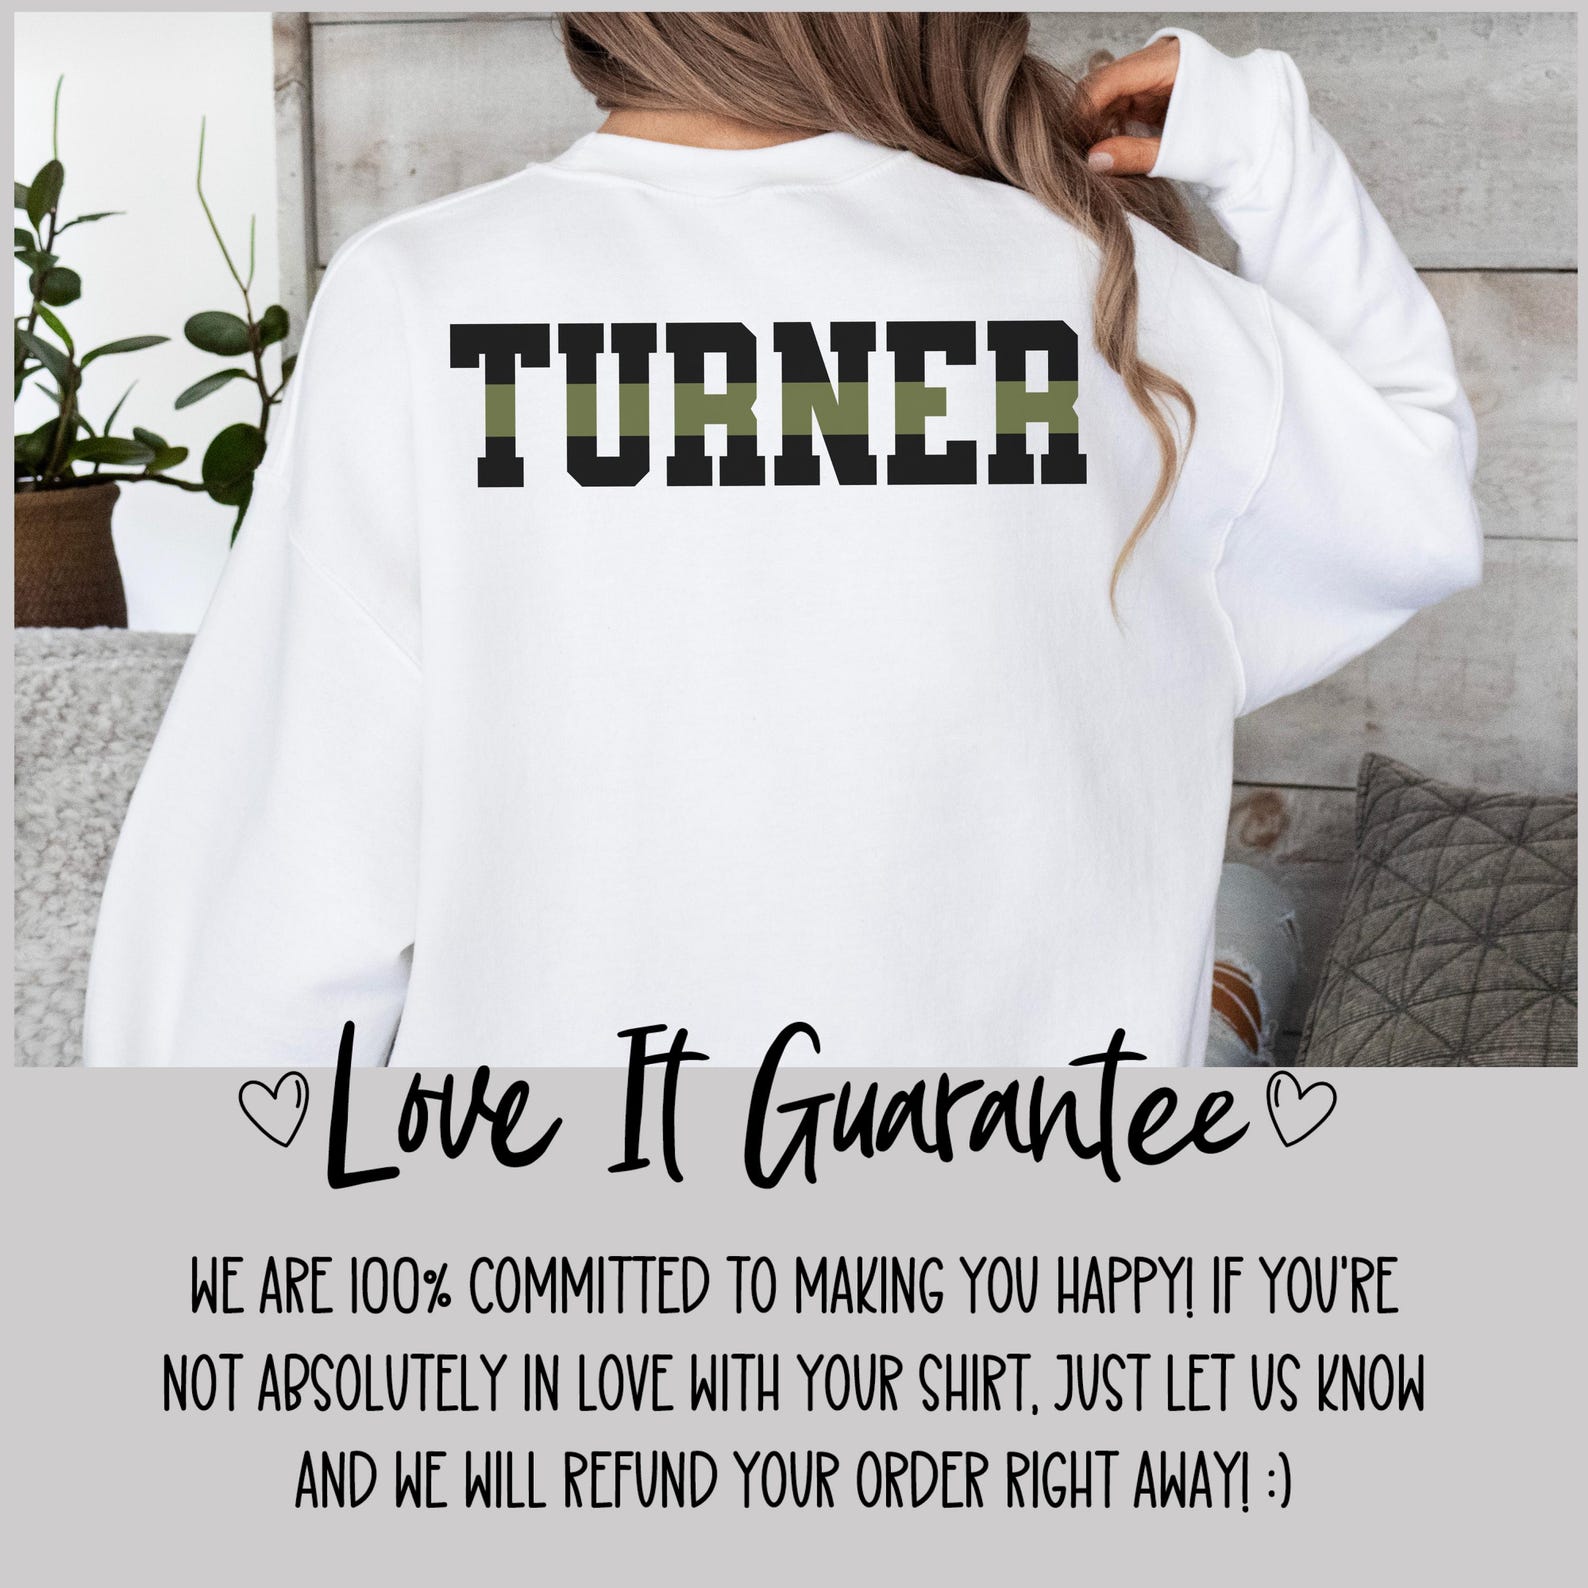 TURNER
Love It Guarantee
WE ARE 100% COMMITTED TO MAKING YOU HAPPY! IF YOU'RE
NOT ABSOLUTELY IN LOVE WITH YOUR SHIRT, JUST LET US KNOW
AND WE WILL REFUND YOUR ORDER RIGHT AWAY! :)